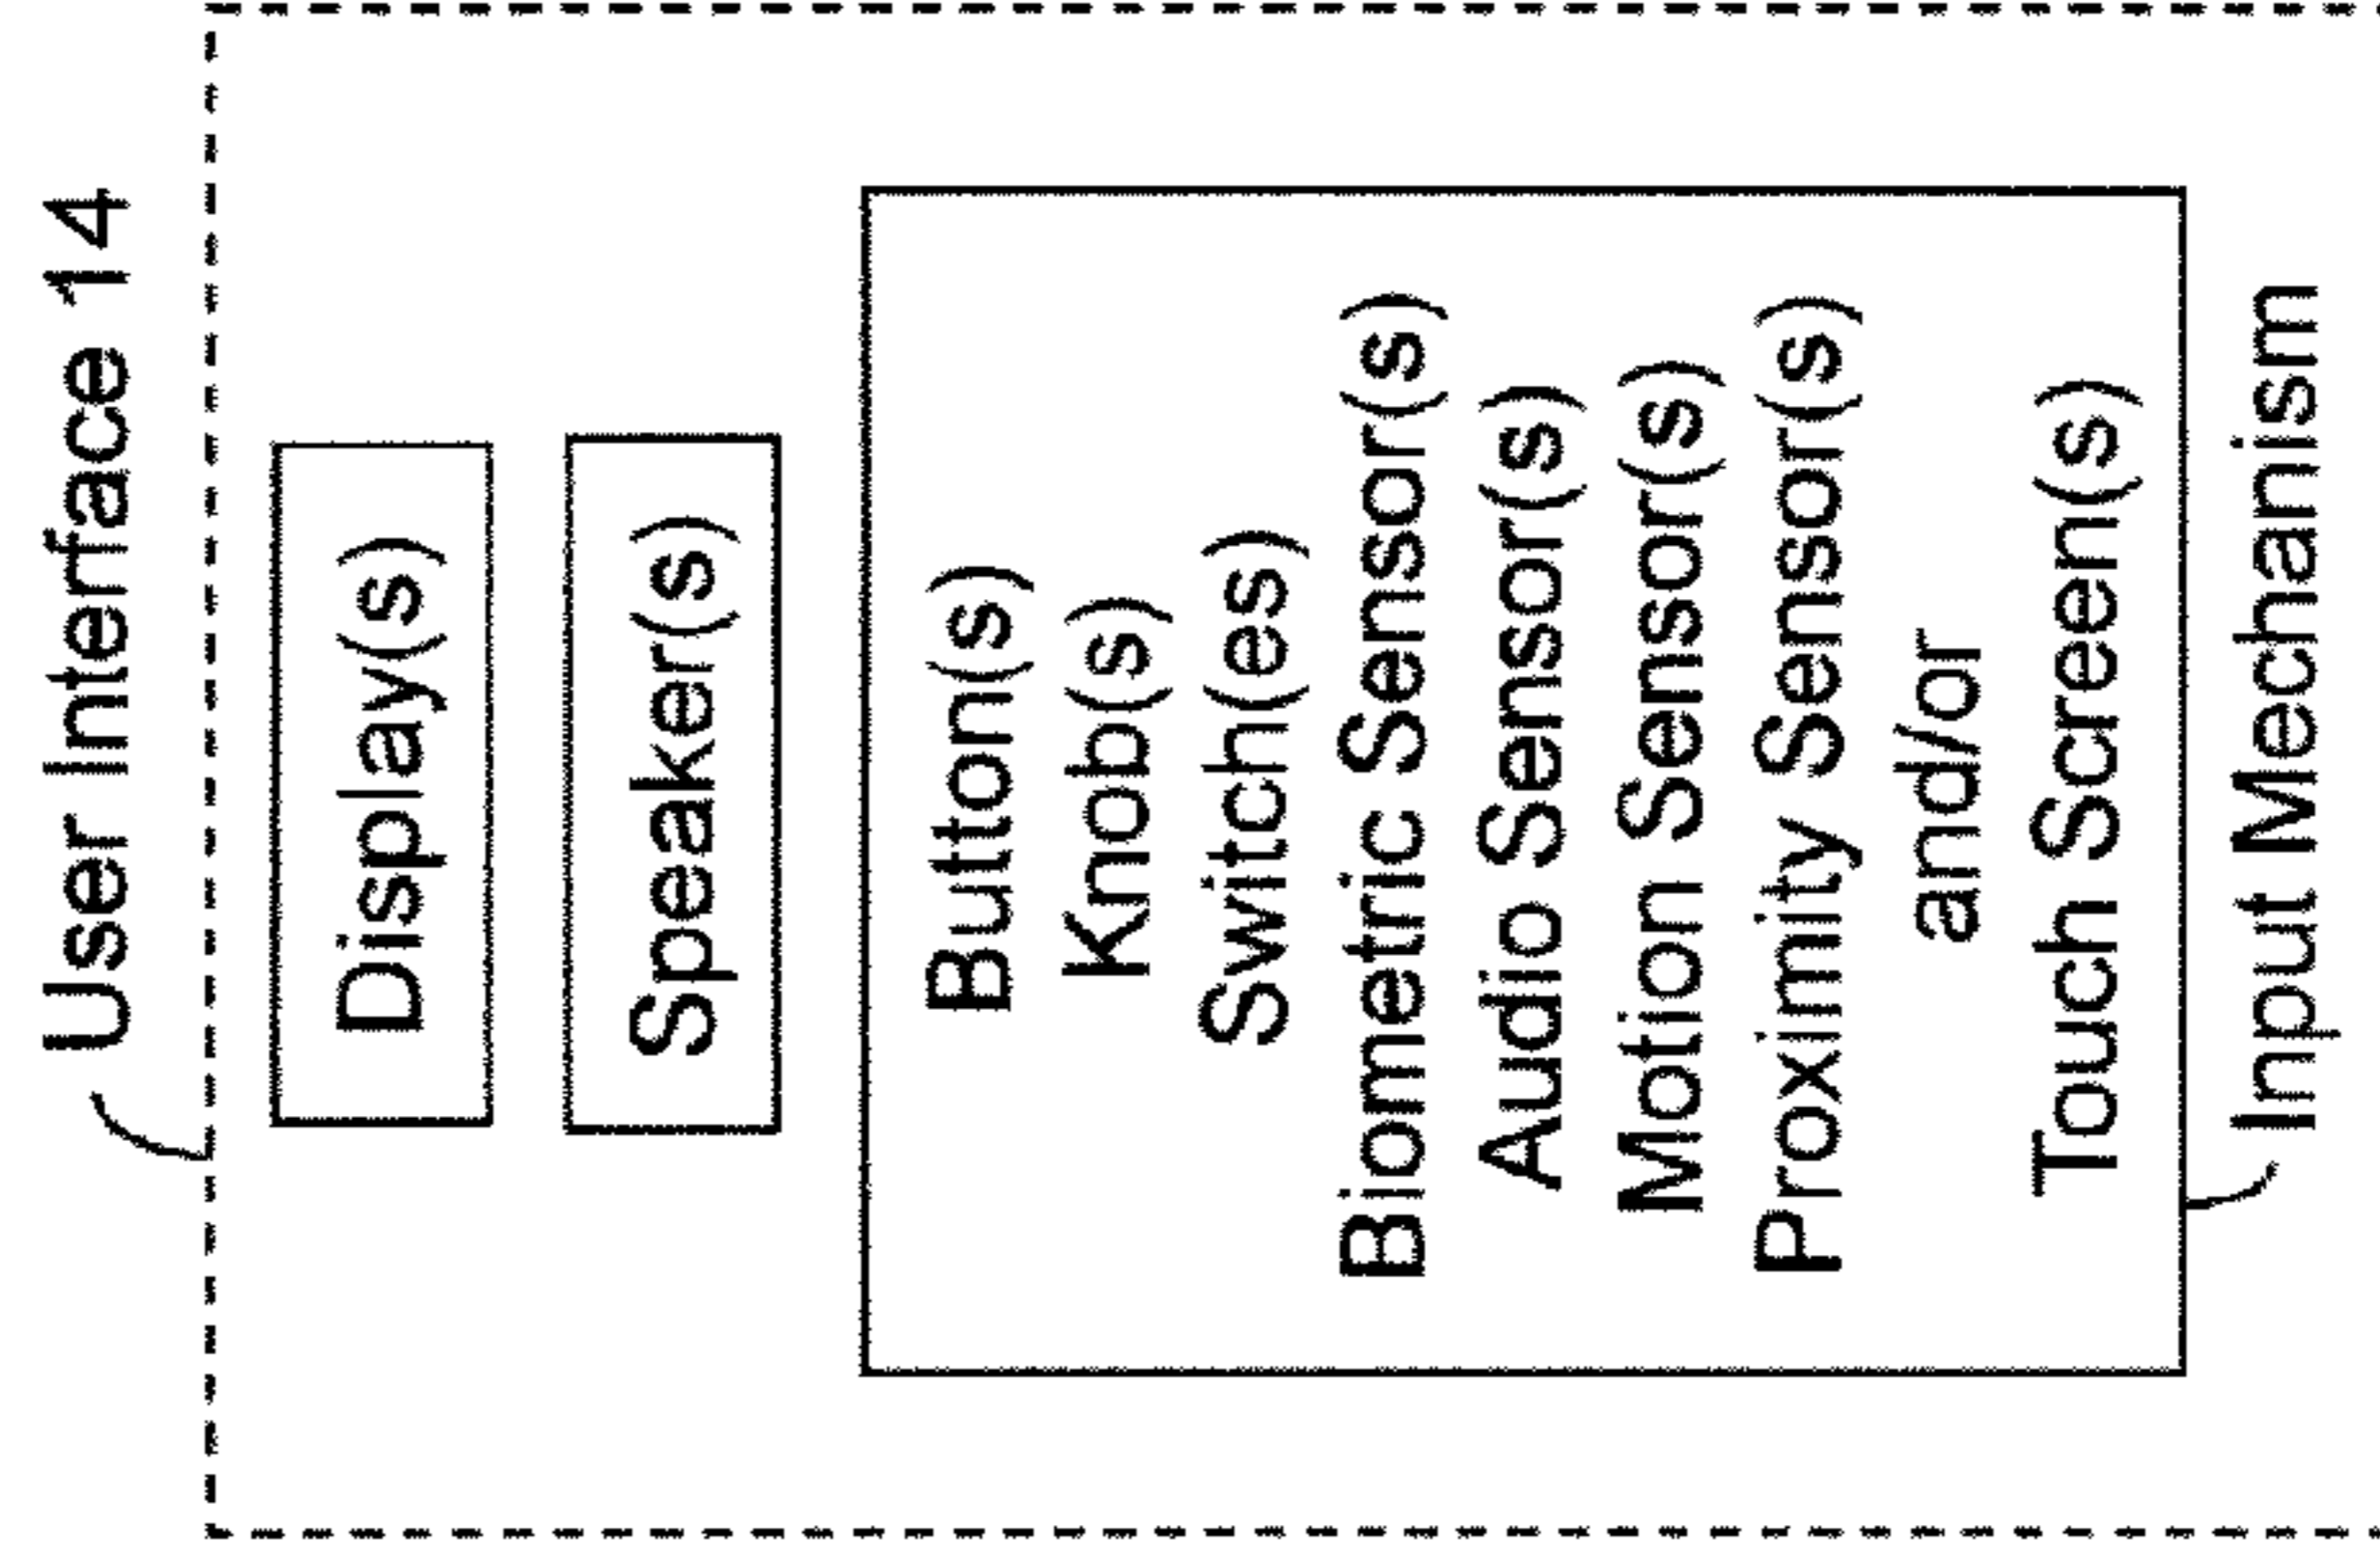 User Interface 14
Display(s)
Speaker(s)
Button(s)
Knob(s)
Switch(es)
Biometric Sensor(s)
Audio Sensor(s)
Motion Sensor(s)
Proximity Sensor(s)
and/or
Touch Screen(s)
Input Mechanism